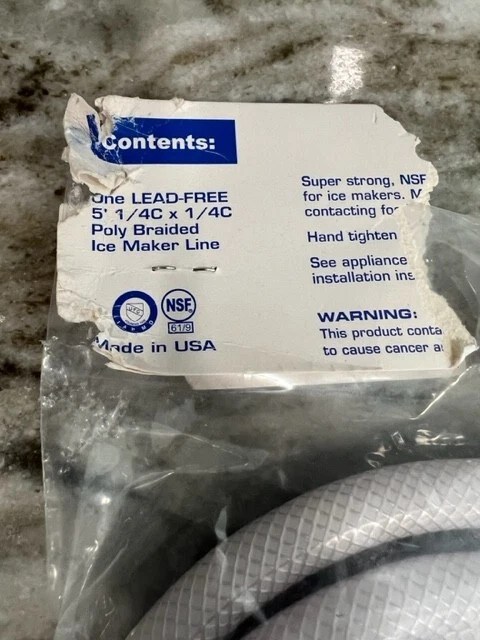 Contents:
One LEAD-FREE
5' 1/4C x 1/4C
Poly Braided
Ice Maker Line
NSF
61/9
Made in USA
Super strong, NSF
for ice makers.
contacting
Hand tighten
See appliance
installation
WARNING:
This product
to cause cancer